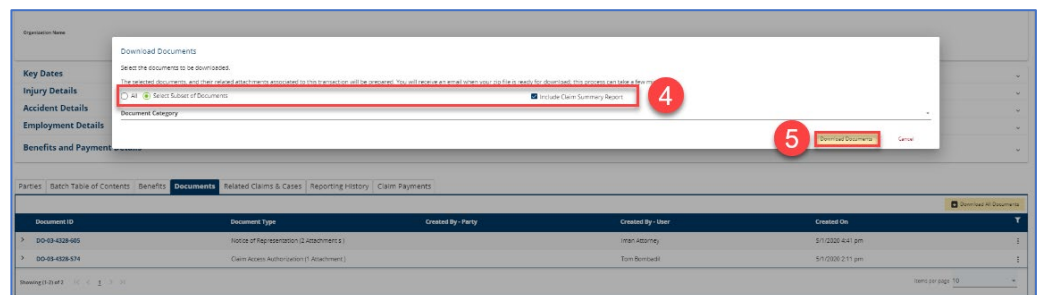 Organization Name
Download Documents
Select the documents to be downloaded.
The selected documents, and their related attachments associated to this transaction will be prepared. You will receive an email when your zip file is ready for download, this process can take a few
All Select Subset of Documents Include Claim Summary Report
4
Document Category
5 Download Documents Cancel
Key Dates
Injury Details
Accident Details
Employment Details
Benefits and Payment Details
Parties Batch Table of Contents Benefits Documents Related Claims & Cases Reporting History Claim Payments
Download All Documents
Document ID Document Type Created By - Party Created By - User Created On
DO-03-4328-605 Notice of Representation (2 Attachment s ) Iman Attorney 5/1/2020 4:41 pm
DO-03-4328-574 Claim Access Authorization (1 Attachment ) Tom Bombadil 5/1/2020 2:11 pm
Showing (1-2) of 2 1 Items per page 10